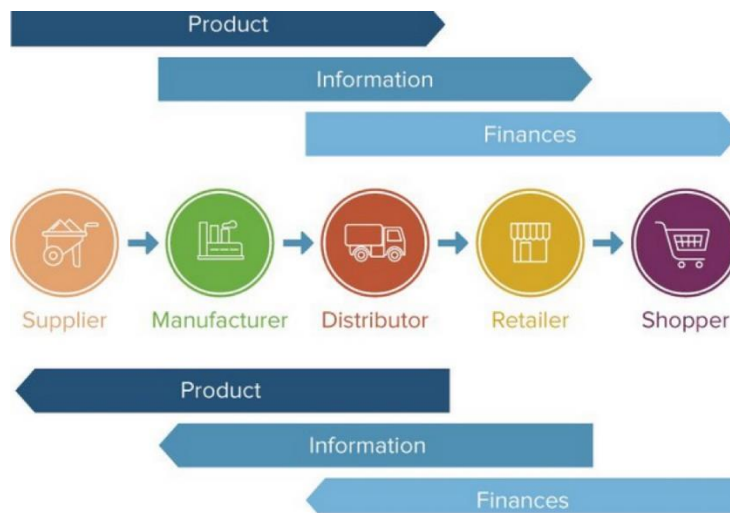 Product
Information
Finances
Supplier Manufacturer Distributor Retailer Shopper
Product
Information
Finances